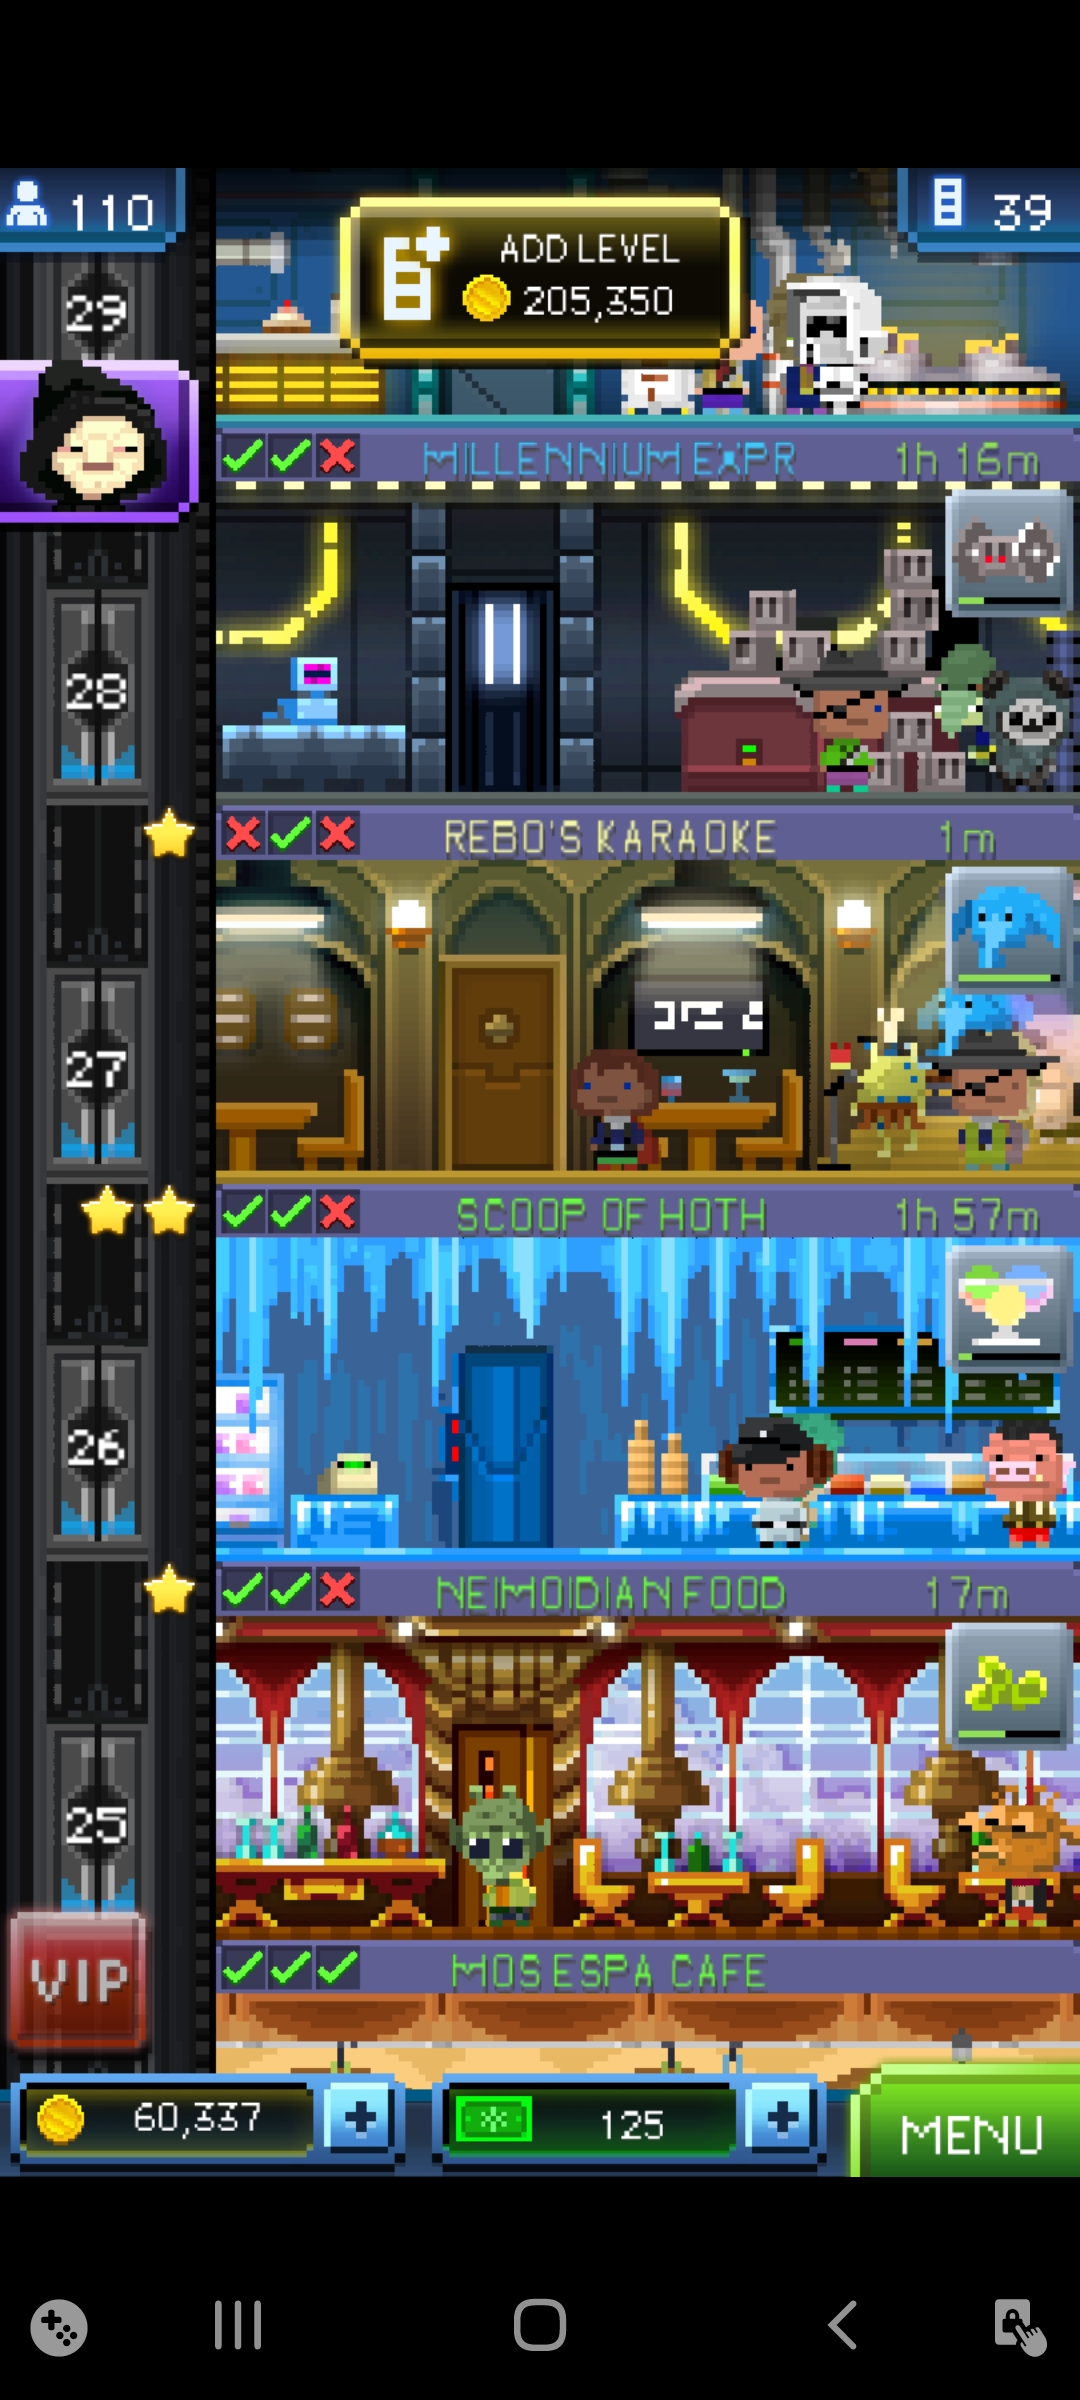 110
39
ADD LEVEL
205,350
29
MILLENNIUM EXPR
1h 16m
28
REBO'S KARAOKE
1m
27
SCOOP OF HOTH
1h 57m
26
NEIMOIDIAN FOOD
17m
25
VIP
MOS ESPA CAFE
60,337
125
MENU